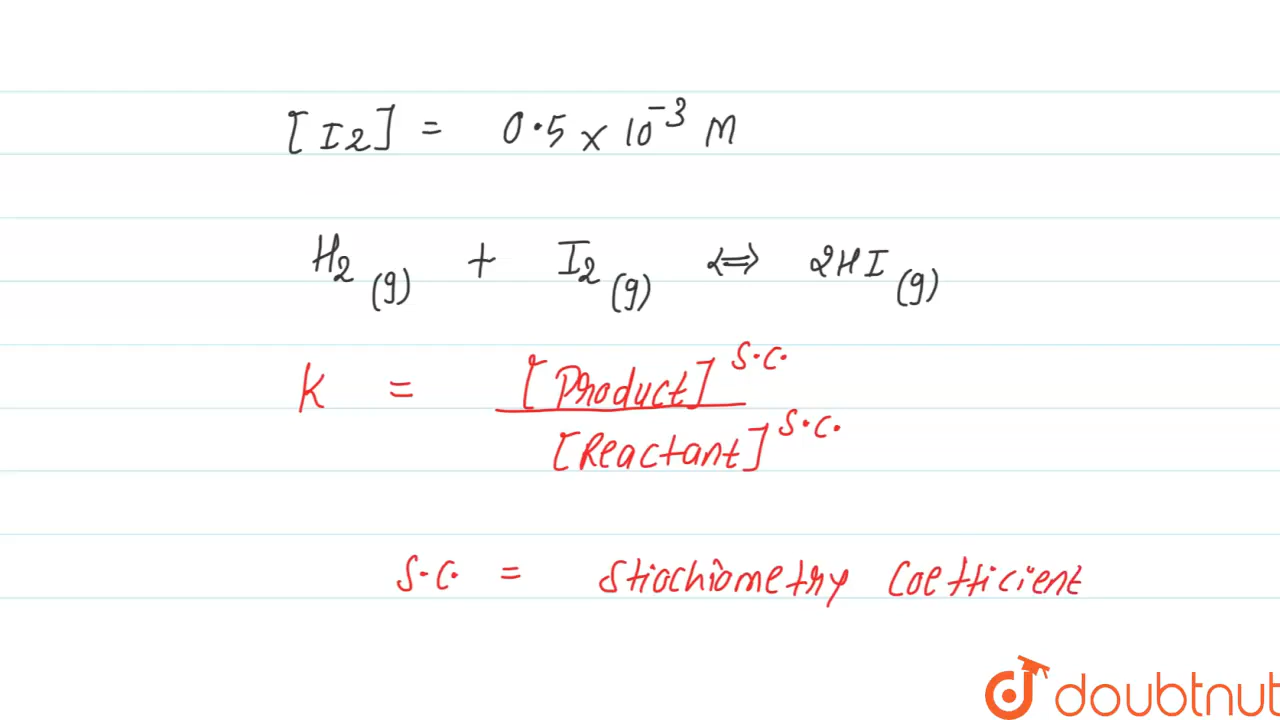 [I2] = 0.5 x 10⁻³ M
H₂(g) + I₂(g) ⇔ 2HI(g)
K = [Product]^S.C.
[Reactant]^S.C.
S.C. = Stiochiometry Coefficient
doubtnut